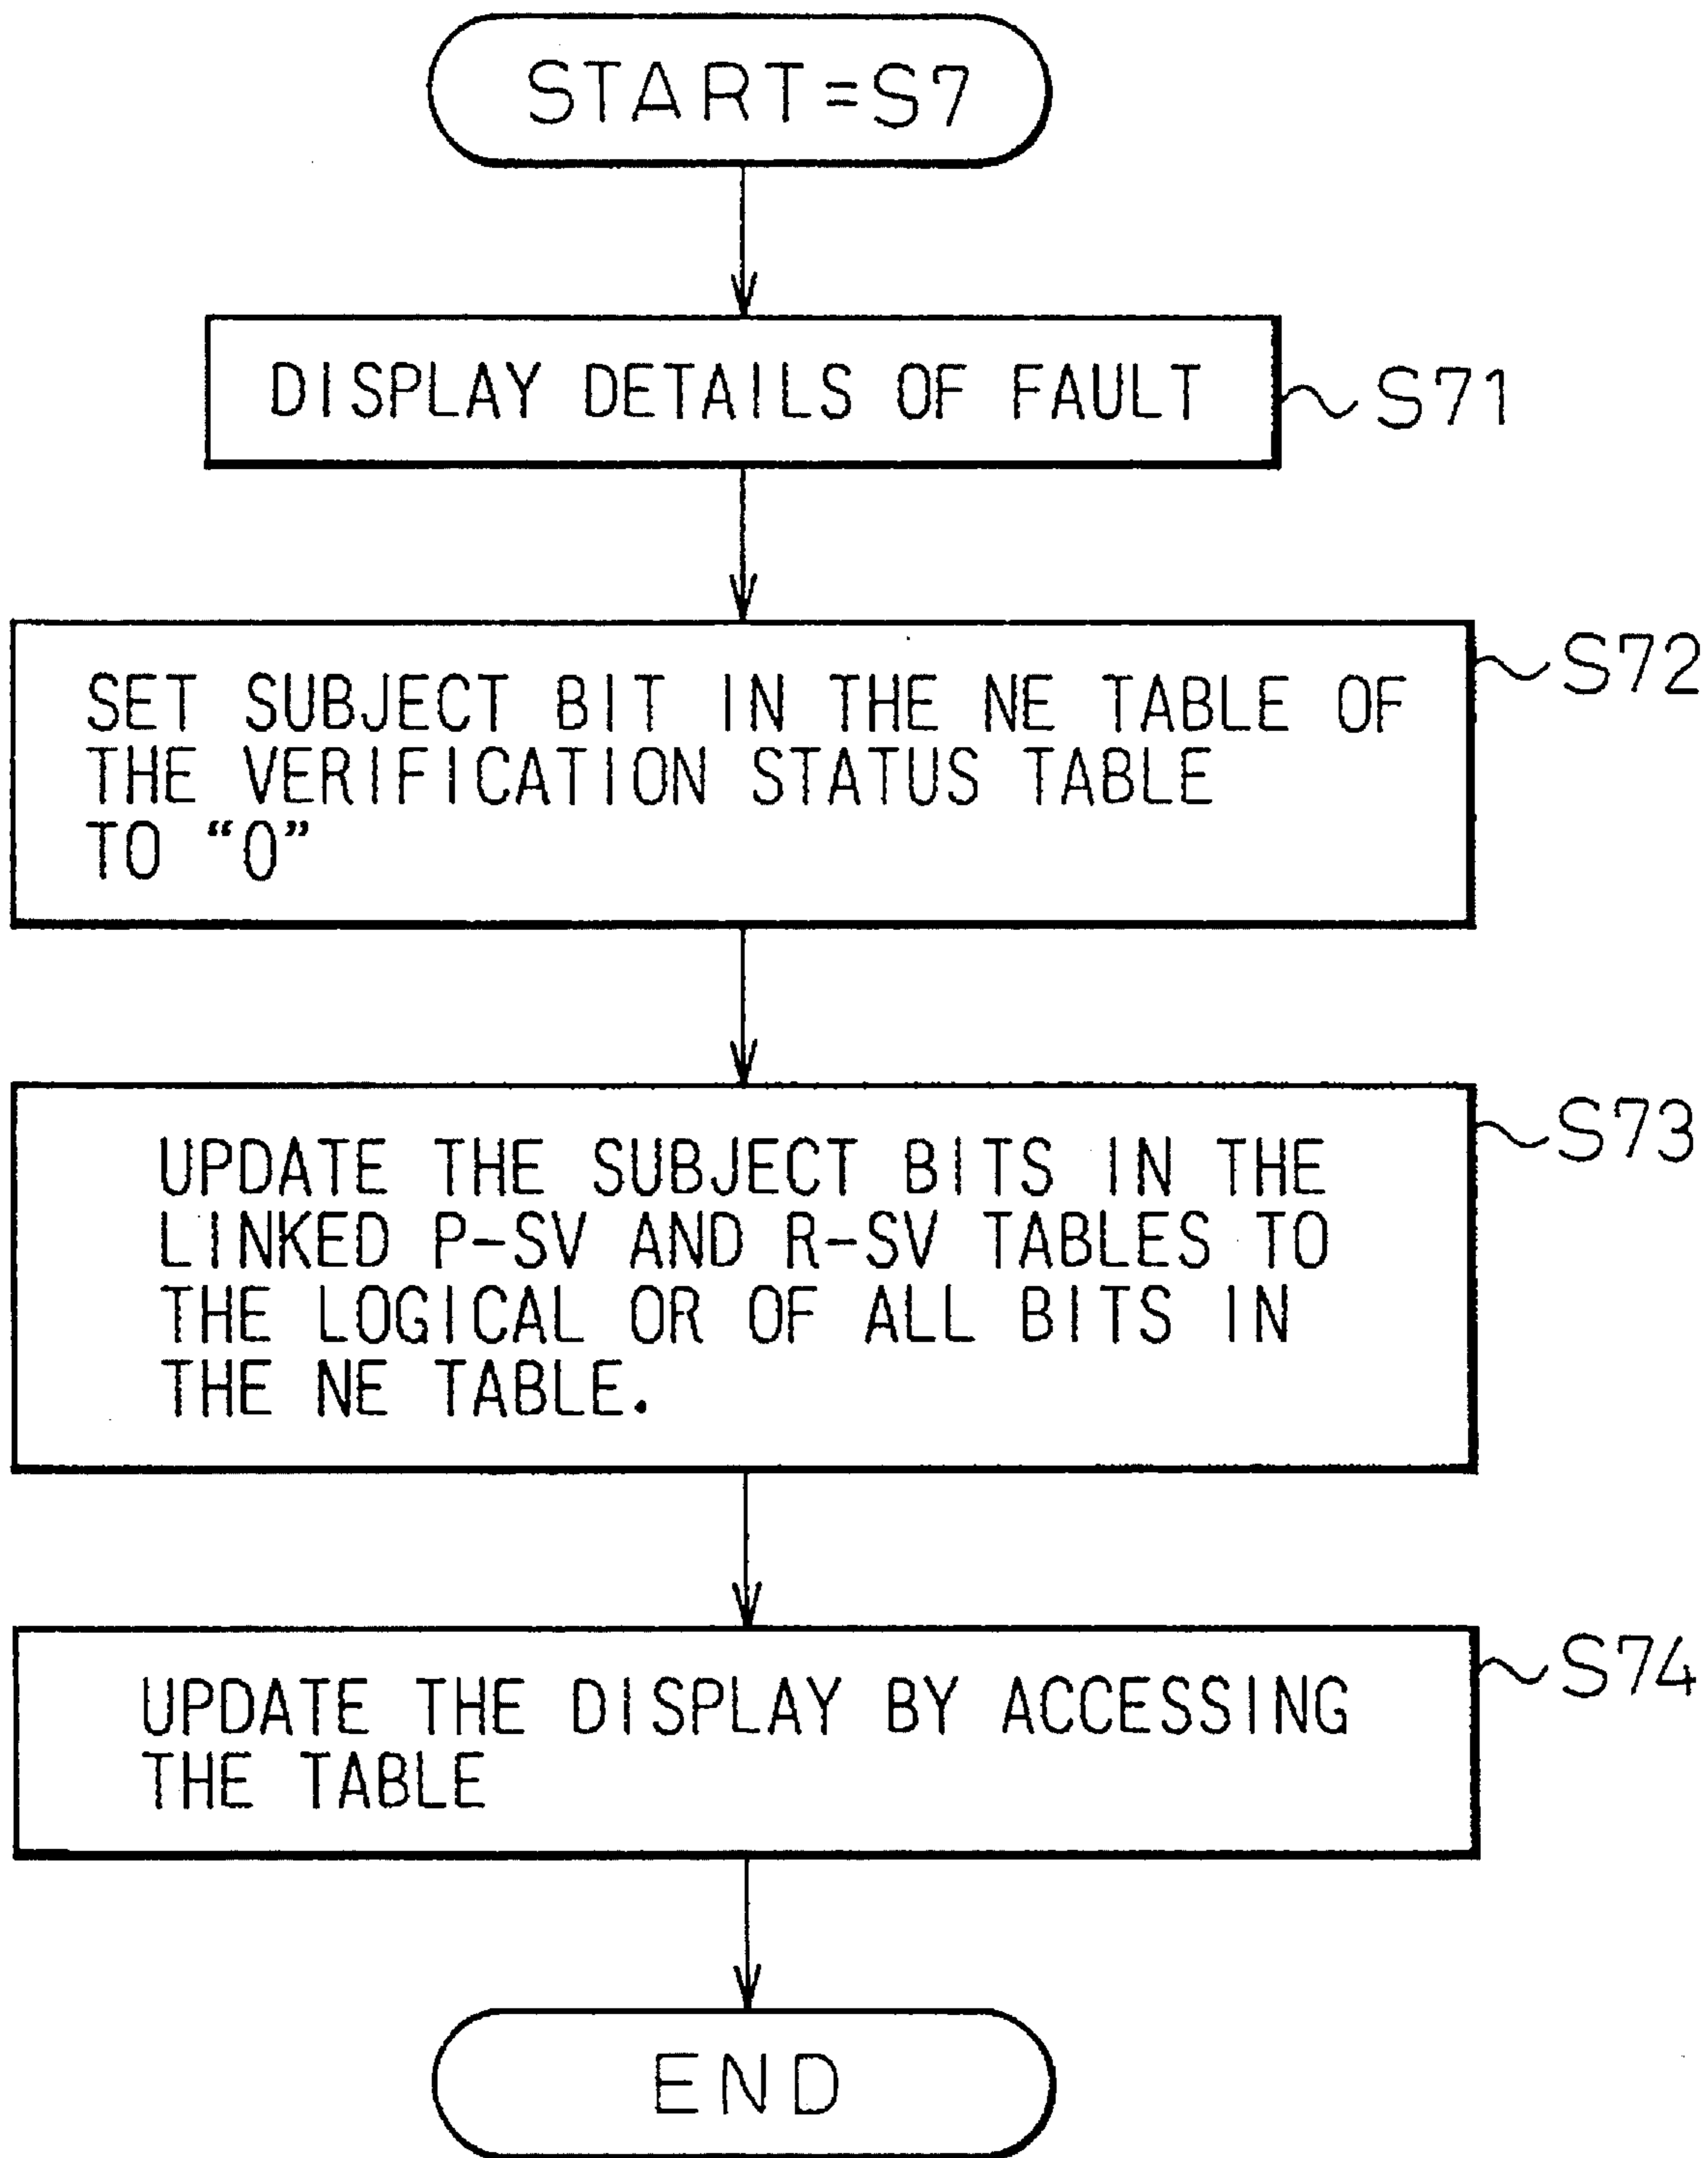 START=S7
DISPLAY DETAILS OF FAULT
S71
SET SUBJECT BIT IN THE NE TABLE OF
THE VERIFICATION STATUS TABLE
TO “0”
S72
UPDATE THE SUBJECT BITS IN THE
LINKED P-SV AND R-SV TABLES TO
THE LOGICAL OR OF ALL BITS IN
THE NE TABLE.
S73
UPDATE THE DISPLAY BY ACCESSING
THE TABLE
S74
END